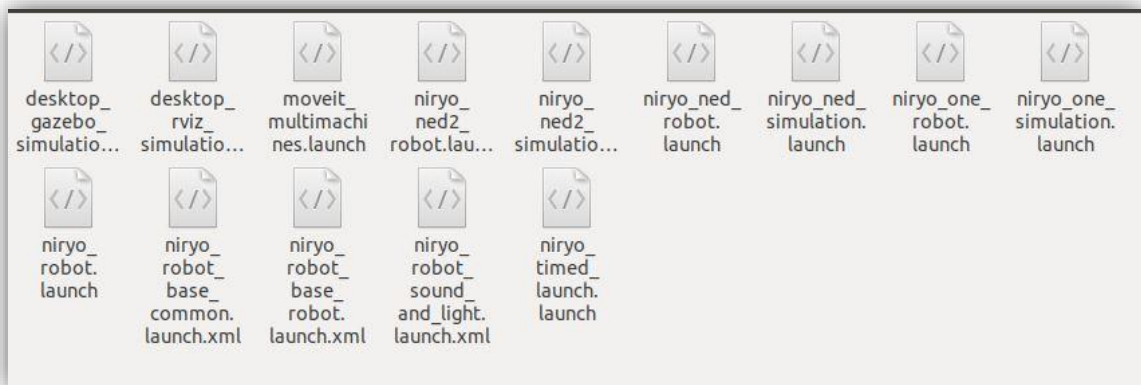 desktop_
gazebo_
simulatio...
desktop_
rviz_
simulatio...
moveit_
multimachi
nes.launch
niryo_
ned2_
robot.lau...
niryo_
ned2_
simulatio...
niryo_ned_
robot.
launch
niryo_ned_
simulation.
launch
niryo_one_
robot.
launch
niryo_one_
simulation.
launch
niryo_
robot.
launch
niryo_
robot_
base_
common.
launch.xml
niryo_
robot_
base_
robot.
launch.xml
niryo_
robot_
sound_
and_light.
launch.xml
niryo_
timed_
launch.
launch